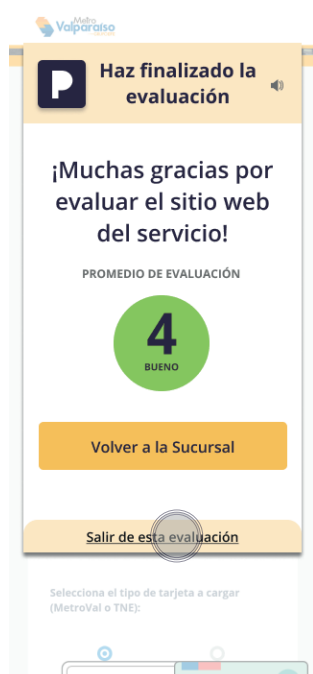 Metro
Valparaíso
Haz finalizado la
evaluación
¡Muchas gracias por
evaluar el sitio web
del servicio!
PROMEDIO DE EVALUACIÓN
4
BUENO
Volver a la Sucursal
Salir de esta evaluación
Selecciona el tipo de tarjeta a cargar
(MetroVal o TNE):